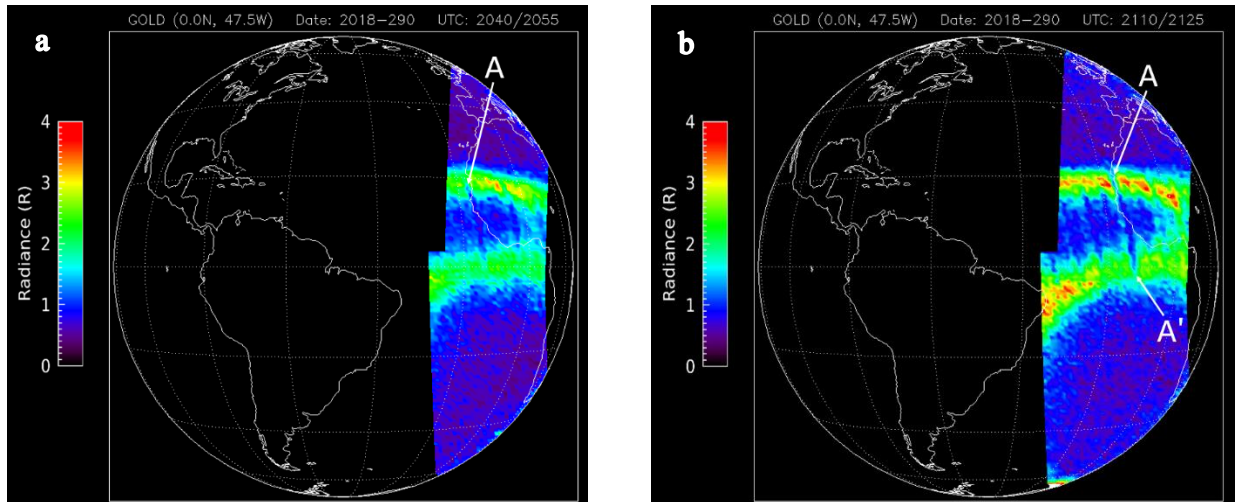 a
GOLD (0.0N, 47.5W) Date: 2018-290 UTC: 2040/2055
A
4
3
2
1
0
Radiance (R)
b
GOLD (0.0N, 47.5W) Date: 2018-290 UTC: 2110/2125
A
A'
4
3
2
1
0
Radiance (R)